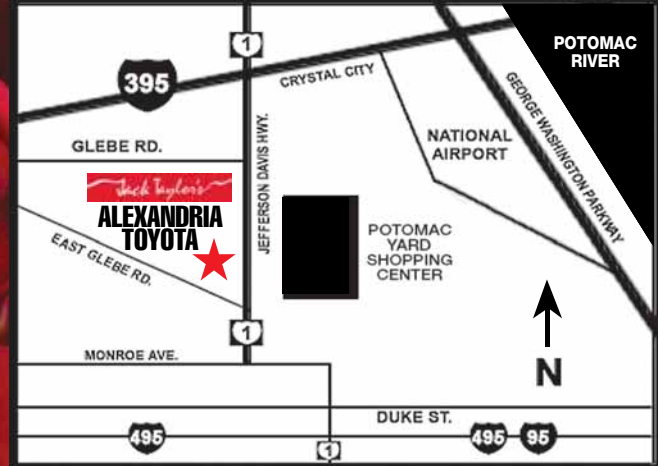 1
POTOMAC
RIVER
395
CRYSTAL CITY
GLEBE RD.
JEFFERSON DAVIS HWY.
NATIONAL
AIRPORT
GEORGE WASHINGTON PARKWAY
Jack Taylor's
ALEXANDRIA
TOYOTA
EAST GLEBE RD.
POTOMAC
YARD
SHOPPING
CENTER
1
MONROE AVE.
N
DUKE ST.
495
1
495
95